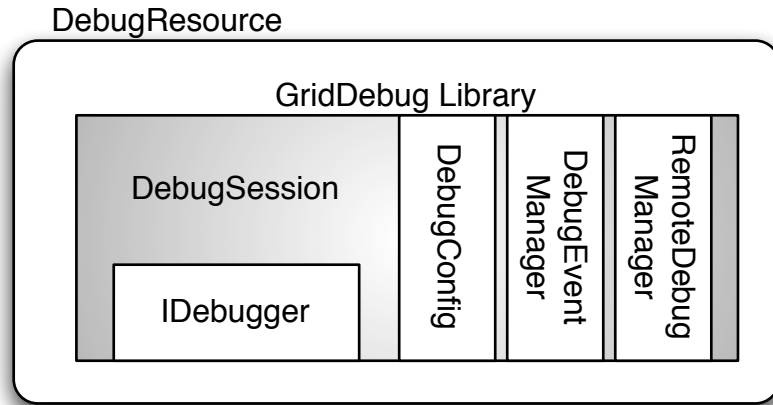 DebugResource
GridDebug Library
DebugSession
IDebugger
DebugConfig
DebugEvent
Manager
RemoteDebug
Manager